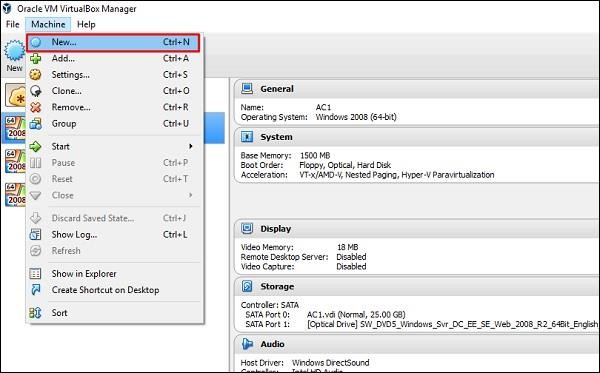 Oracle VM VirtualBox Manager
File Machine Help
New
New... Ctrl+N
Add... Ctrl+A
Settings... Ctrl+S
Clone... Ctrl+O
Remove... Ctrl+R
Group Ctrl+U
Start
Pause Ctrl+P
Reset Ctrl+T
Close
Discard Saved State... Ctrl+J
Show Log... Ctrl+L
Refresh
Show in Explorer
Create Shortcut on Desktop
Sort
64
2008
64
2008
64
2008
General
Name: AC1
Operating System: Windows 2008 (64-bit)
System
Base Memory: 1500 MB
Boot Order: Floppy, Optical, Hard Disk
Acceleration: VT-x/AMD-V, Nested Paging, Hyper-V Paravirtualization
Display
Video Memory: 18 MB
Remote Desktop Server: Disabled
Video Capture: Disabled
Storage
Controller: SATA
SATA Port 0: AC1.vdi (Normal, 25.00 GB)
SATA Port 1: [Optical Drive] SW_DVD5_Windows_Svr_DC_EE_SE_Web_2008_R2_64Bit_English
Audio
Host Driver: Windows DirectSound
Controller: Intel HD Audio